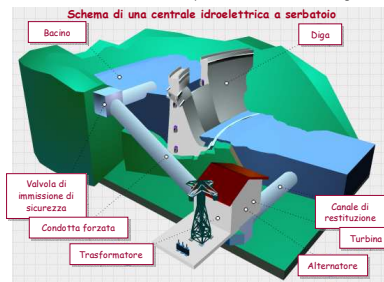 Schema di una centrale idroelettrica a serbatoio
Bacino
Diga
Valvola di
immissione di
sicurezza
Condotta forzata
Trasformatore
Canale di
restituzione
Turbina
Alternatore